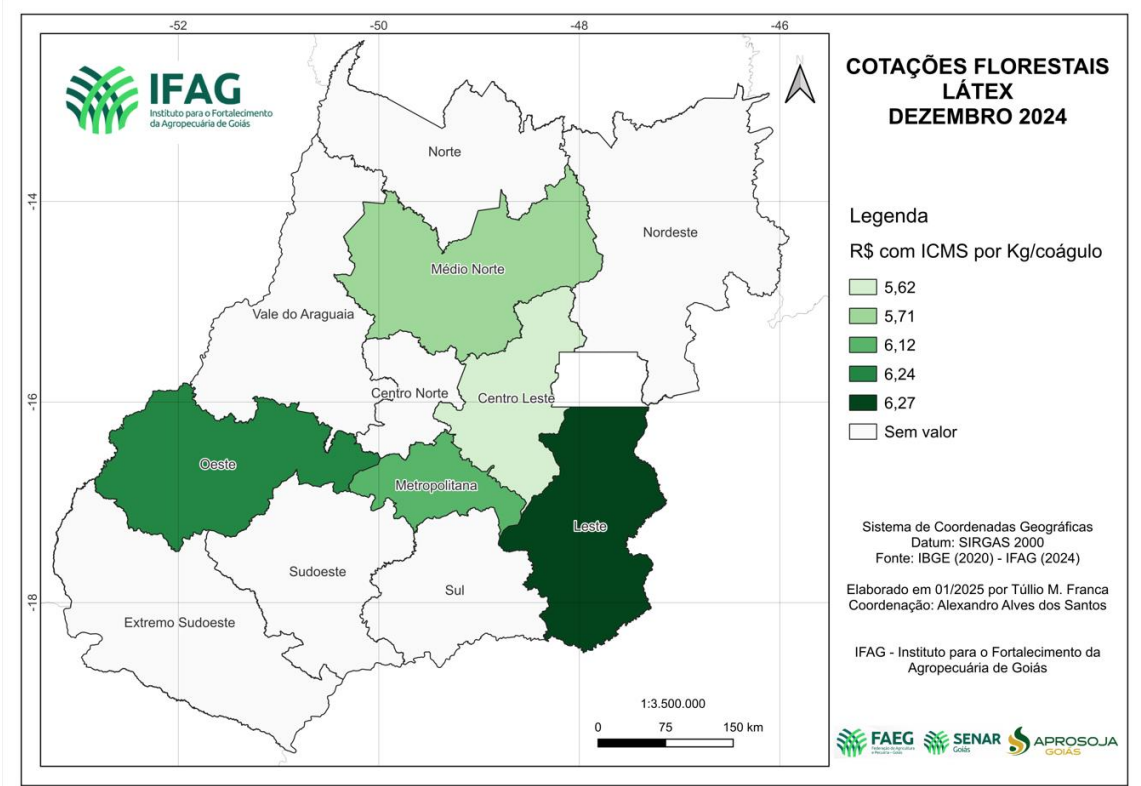 -52
-50
-48
-46
IFAG
Instituto para o Fortalecimento
da Agropecuária de Goiás
COTAÇÕES FLORESTAIS
LÁTEX
DEZEMBRO 2024
N
-14
-16
-18
Norte
Nordeste
Médio Norte
Vale do Araguaia
Centro Norte
Centro Leste
Oeste
Metropolitana
Leste
Sudoeste
Sul
Extremo Sudoeste
Legenda
R$ com ICMS por Kg/coágulo
5,62
5,71
6,12
6,24
6,27
Sem valor
Sistema de Coordenadas Geográficas
Datum: SIRGAS 2000
Fonte: IBGE (2020) - IFAG (2024)
Elaborado em 01/2025 por Túllio M. Franca
Coordenação: Alexandro Alves dos Santos
IFAG - Instituto para o Fortalecimento da
Agropecuária de Goiás
1:3.500.000
0 75 150 km
FAEG
Federação da Agricultura
e Pecuária - Goiás
SENAR
Goiás
APROSOJA
GOIÁS